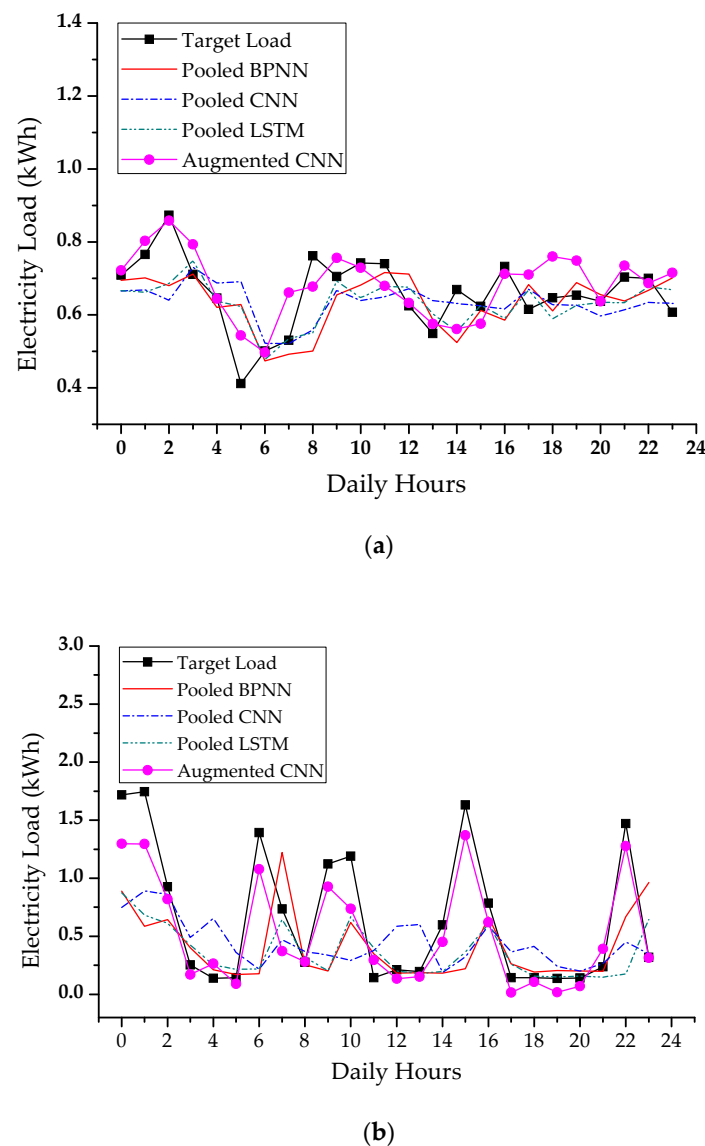 1.4
1.2
1.0
0.8
0.6
0.4
Electricity Load (kWh)
Target Load
Pooled BPNN
Pooled CNN
Pooled LSTM
Augmented CNN
0 2 4 6 8 10 12 14 16 18 20 22 24
Daily Hours
(a)
3.0
2.5
2.0
1.5
1.0
0.5
0.0
Electricity Load (kWh)
Target Load
Pooled BPNN
Pooled CNN
Pooled LSTM
Augmented CNN
0 2 4 6 8 10 12 14 16 18 20 22 24
Daily Hours
(b)